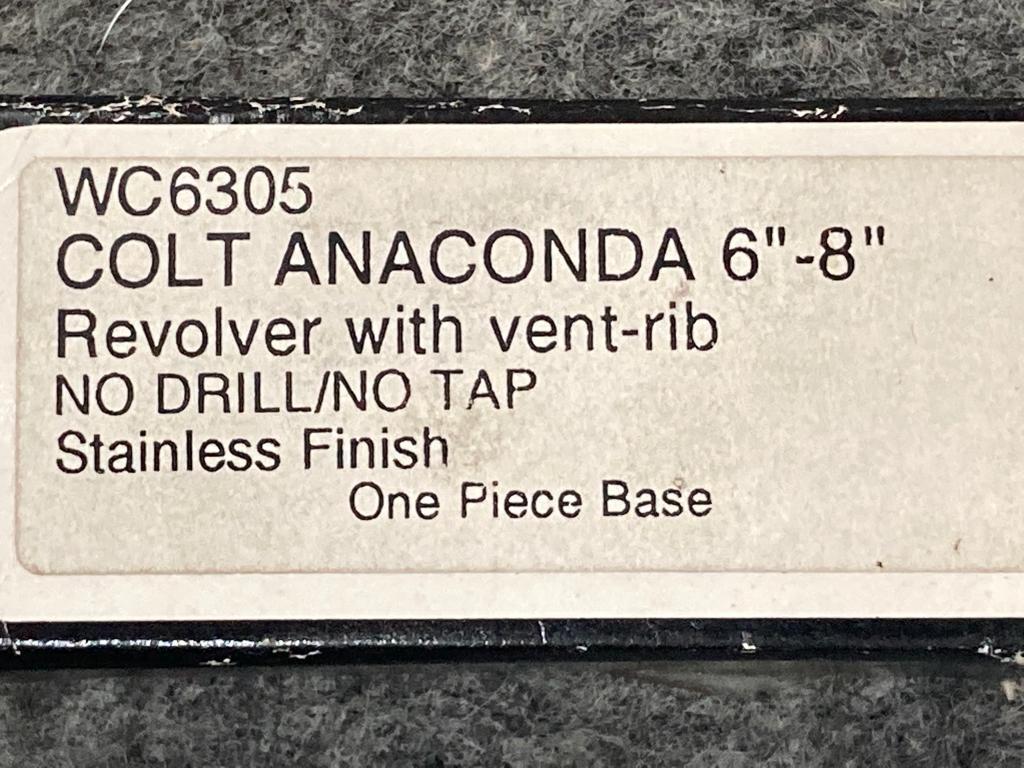 WC6305
COLT ANACONDA 6"-8"
Revolver with vent-rib
NO DRILL/NO TAP
Stainless Finish
One Piece Base